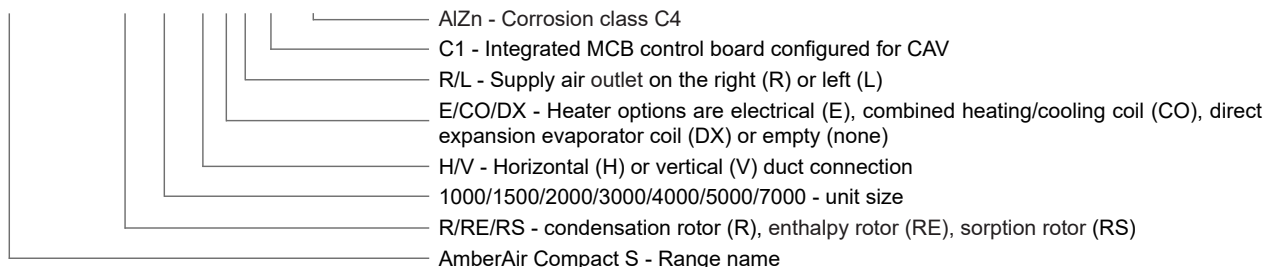 AlZn - Corrosion class C4
C1 - Integrated MCB control board configured for CAV
R/L - Supply air outlet on the right (R) or left (L)
E/CO/DX - Heater options are electrical (E), combined heating/cooling coil (CO), direct
expansion evaporator coil (DX) or empty (none)
H/V - Horizontal (H) or vertical (V) duct connection
1000/1500/2000/3000/4000/5000/7000 - unit size
R/RE/RS - condensation rotor (R), enthalpy rotor (RE), sorption rotor (RS)
AmberAir Compact S - Range name